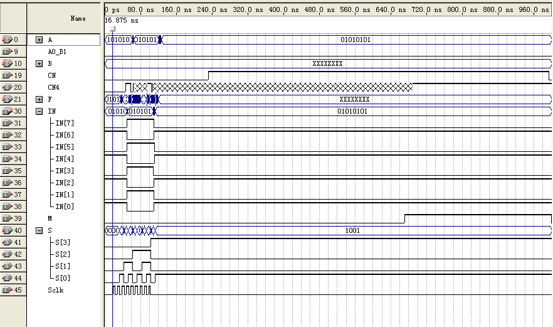 Name
0 ps 80.0 ns 160.0 ns 240.0 ns 320.0 ns 400.0 ns 480.0 ns 560.0 ns 640.0 ns 720.0 ns 800.0 ns 880.0 ns 960.0 ns
16.875 ns
0 A 01010101
9 A0_B1
10 B XXXXXXXX
19 CN
20 CN4
21 F XXXXXXXX
30 IN 01010101
31 IN[7]
32 IN[6]
33 IN[5]
34 IN[4]
35 IN[3]
36 IN[2]
37 IN[1]
38 IN[0]
39 M
40 S 1001
41 S[3]
42 S[2]
43 S[1]
44 S[0]
45 Sclk